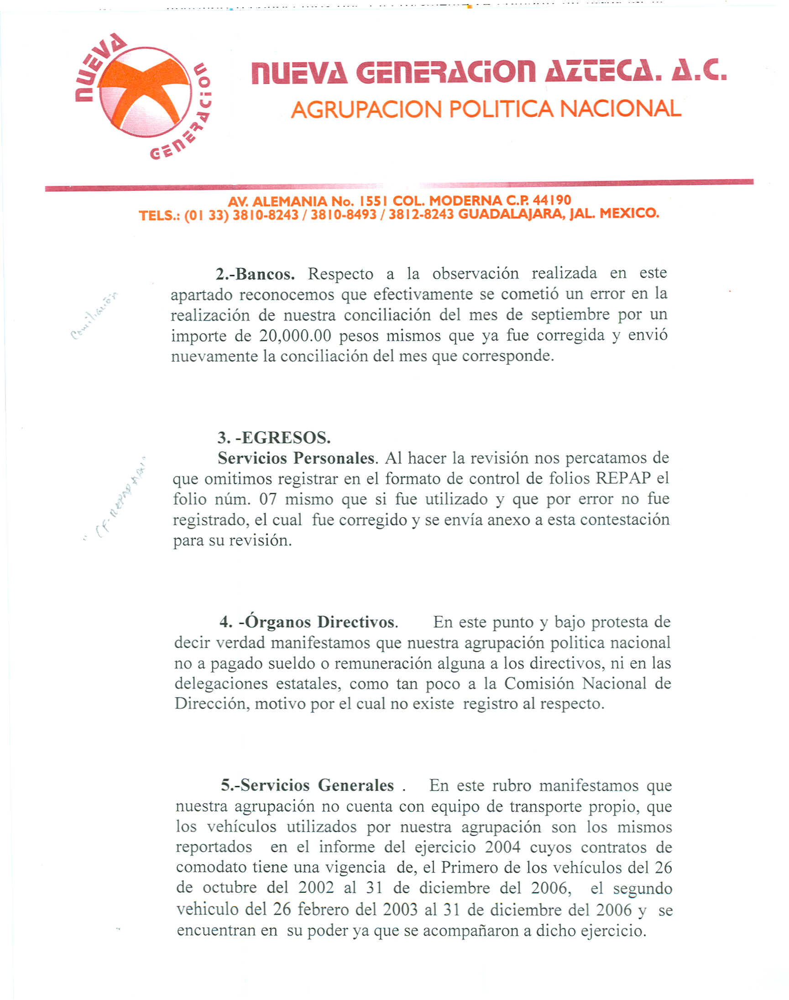 NUEVA GENERACION
NUEVA GENERACION AZTECA. A.C.
AGRUPACION POLITICA NACIONAL
AV. ALEMANIA No. 1551 COL. MODERNA C.P. 44190
TELS.: (01 33) 3810-8243 / 3810-8493 / 3812-8243 GUADALAJARA, JAL. MEXICO.
2.-Bancos. Respecto a la observación realizada en este
apartado reconocemos que efectivamente se cometió un error en la
realización de nuestra conciliación del mes de septiembre por un
importe de 20,000.00 pesos mismos que ya fue corregida y envió
nuevamente la conciliación del mes que corresponde.
Conciliación
3. -EGRESOS.
Servicios Personales. Al hacer la revisión nos percatamos de
que omitimos registrar en el formato de control de folios REPAP el
folio núm. 07 mismo que si fue utilizado y que por error no fue
registrado, el cual fue corregido y se envía anexo a esta contestación
para su revisión.
"CF-REPAP-APN"
4. -Órganos Directivos. En este punto y bajo protesta de
decir verdad manifestamos que nuestra agrupación politica nacional
no a pagado sueldo o remuneración alguna a los directivos, ni en las
delegaciones estatales, como tan poco a la Comisión Nacional de
Dirección, motivo por el cual no existe registro al respecto.
5.-Servicios Generales . En este rubro manifestamos que
nuestra agrupación no cuenta con equipo de transporte propio, que
los vehículos utilizados por nuestra agrupación son los mismos
reportados en el informe del ejercicio 2004 cuyos contratos de
comodato tiene una vigencia de, el Primero de los vehículos del 26
de octubre del 2002 al 31 de diciembre del 2006, el segundo
vehiculo del 26 febrero del 2003 al 31 de diciembre del 2006 y se
encuentran en su poder ya que se acompañaron a dicho ejercicio.